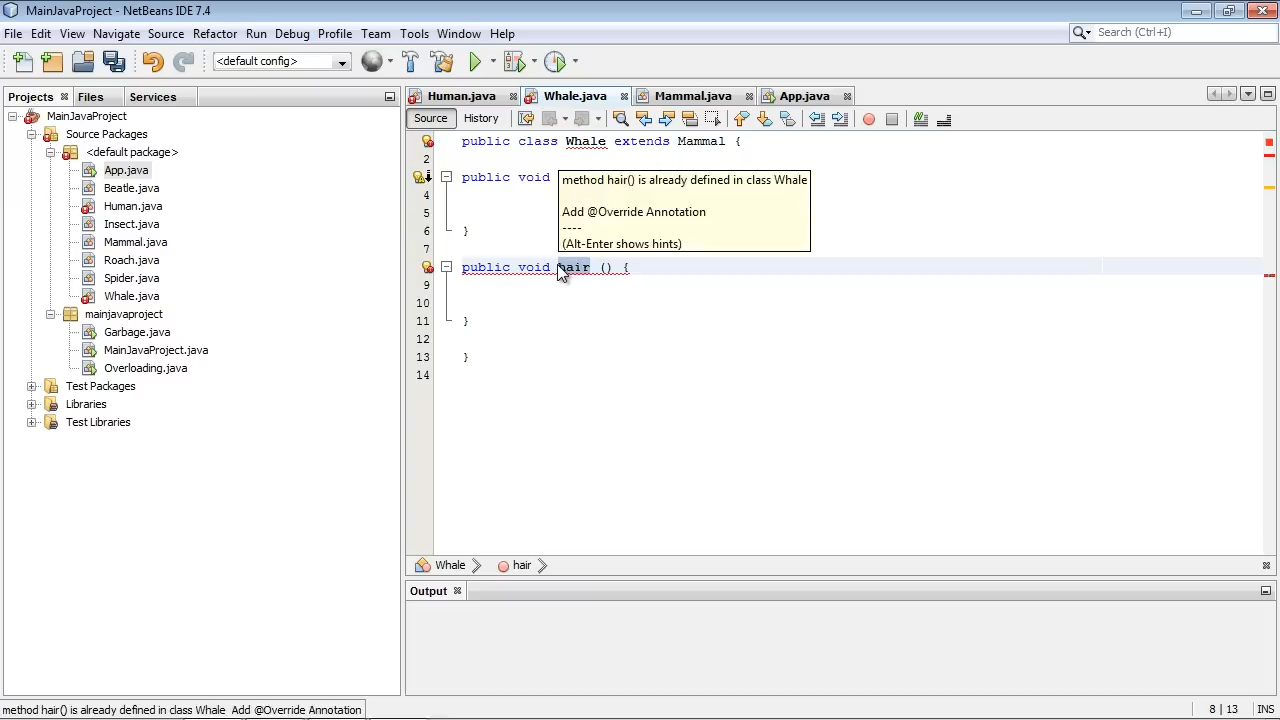 MainJavaProject - NetBeans IDE 7.4
File Edit View Navigate Source Refactor Run Debug Profile Team Tools Window Help
Search (Ctrl+I)
<default config>
Projects Files Services
Human.java Whale.java Mammal.java App.java
MainJavaProject
Source Packages
<default package>
App.java
Beatle.java
Human.java
Insect.java
Mammal.java
Roach.java
Spider.java
Whale.java
mainjavaproject
Garbage.java
MainJavaProject.java
Overloading.java
Test Packages
Libraries
Test Libraries
Source History
public class Whale extends Mammal {
2
public void
4
5
6 }
7
public void hair () {
9
10
11 }
12
13 }
14
method hair() is already defined in class Whale
Add @Override Annotation
----
(Alt-Enter shows hints)
Whale hair
Output
method hair() is already defined in class Whale Add @Override Annotation
8 | 13 INS